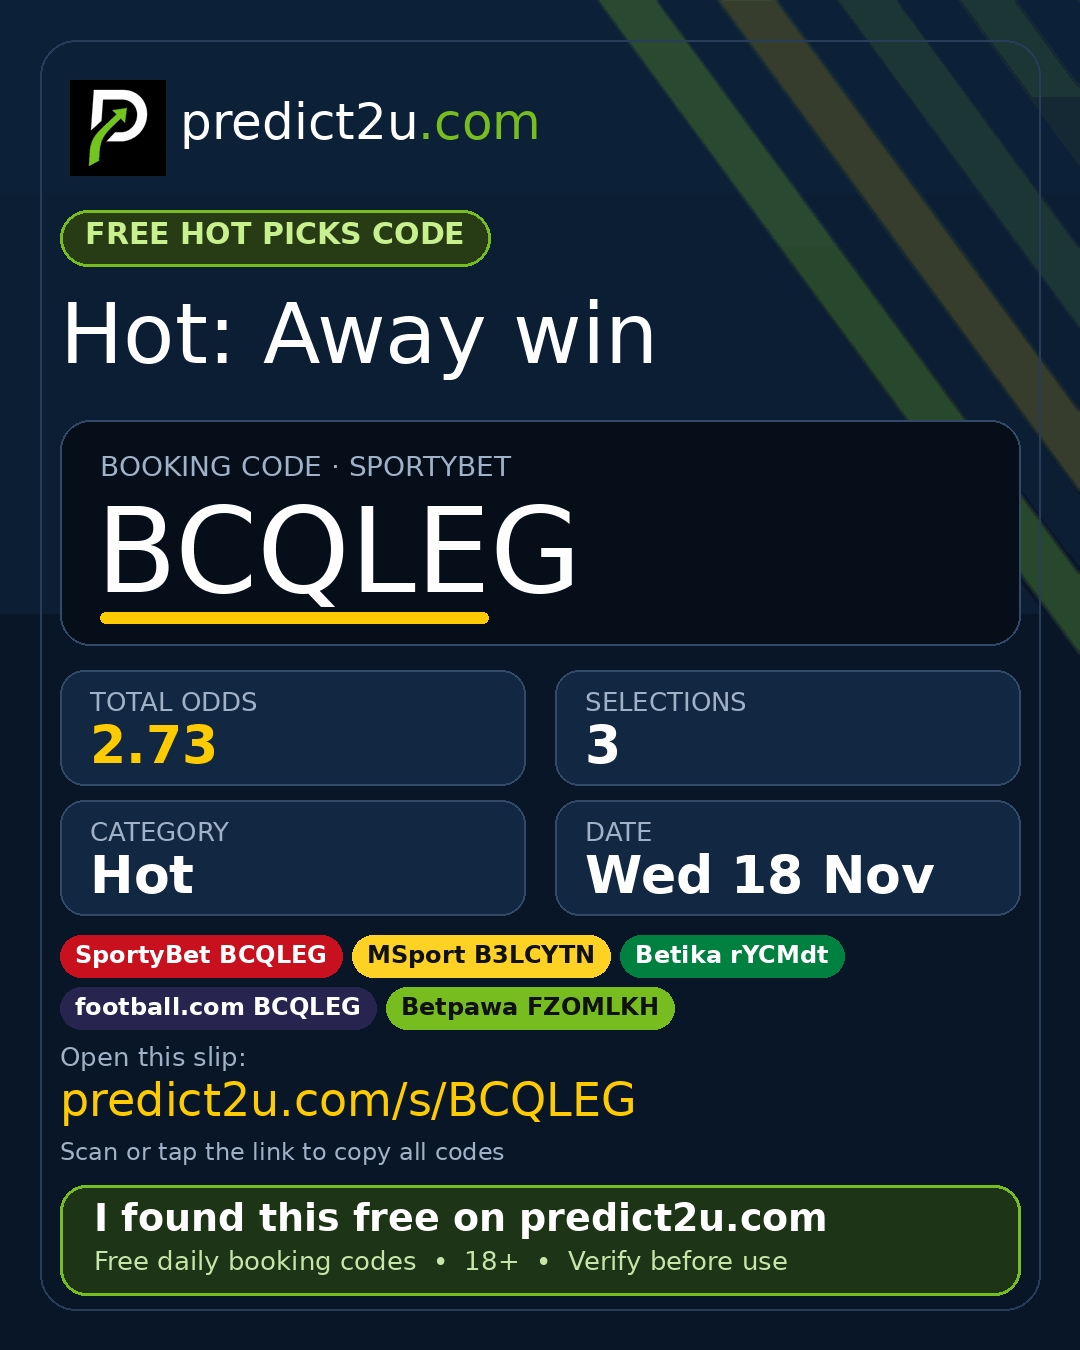 predict2u.com
FREE HOT PICKS CODE
Hot: Away win
BOOKING CODE · SPORTYBET
BCQLEG
TOTAL ODDS
2.73
SELECTIONS
3
CATEGORY
Hot
DATE
Wed 18 Nov
SportyBet BCQLEG
MSport B3LCYTN
Betika rYCMdt
football.com BCQLEG
Betpawa FZOMLKH
Open this slip:
predict2u.com/s/BCQLEG
Scan or tap the link to copy all codes
I found this free on predict2u.com
Free daily booking codes • 18+ • Verify before use